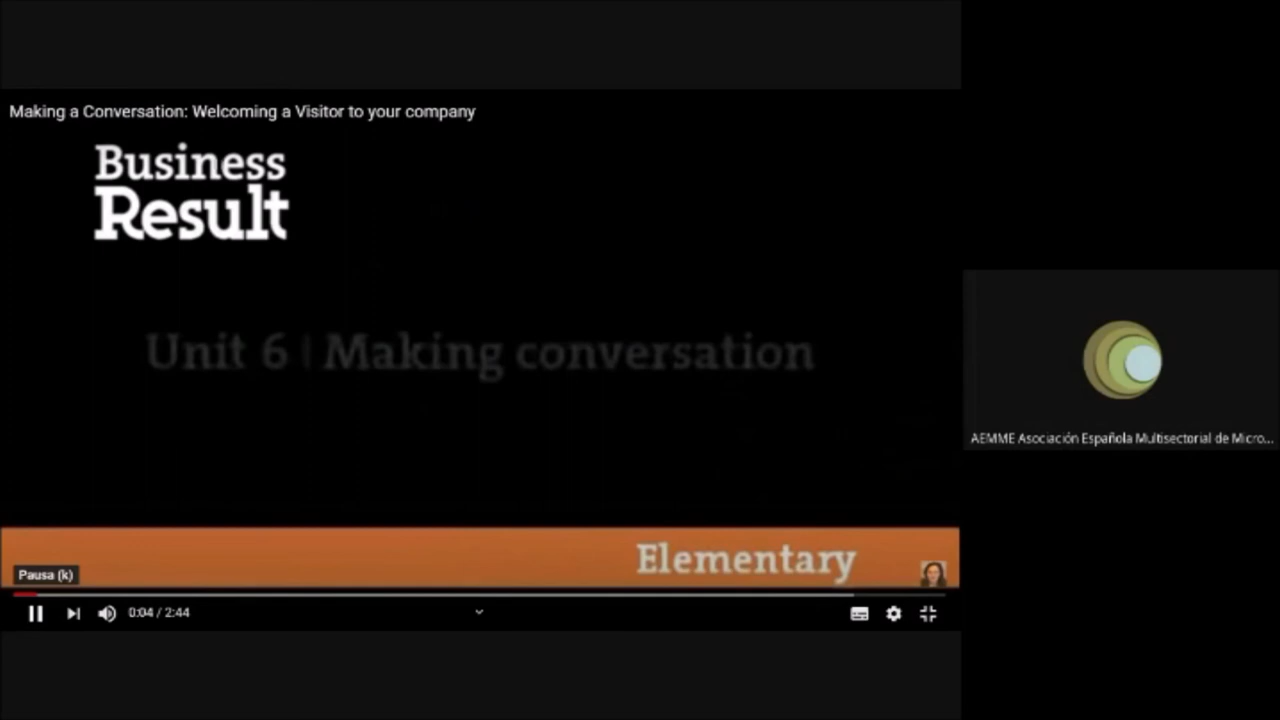 Making a Conversation: Welcoming a Visitor to your company
Business
Result
Unit 6 | Making conversation
Elementary
Pausa (k)
0:04 / 2:44
AEMME Asociación Española Multisectorial de Micro...